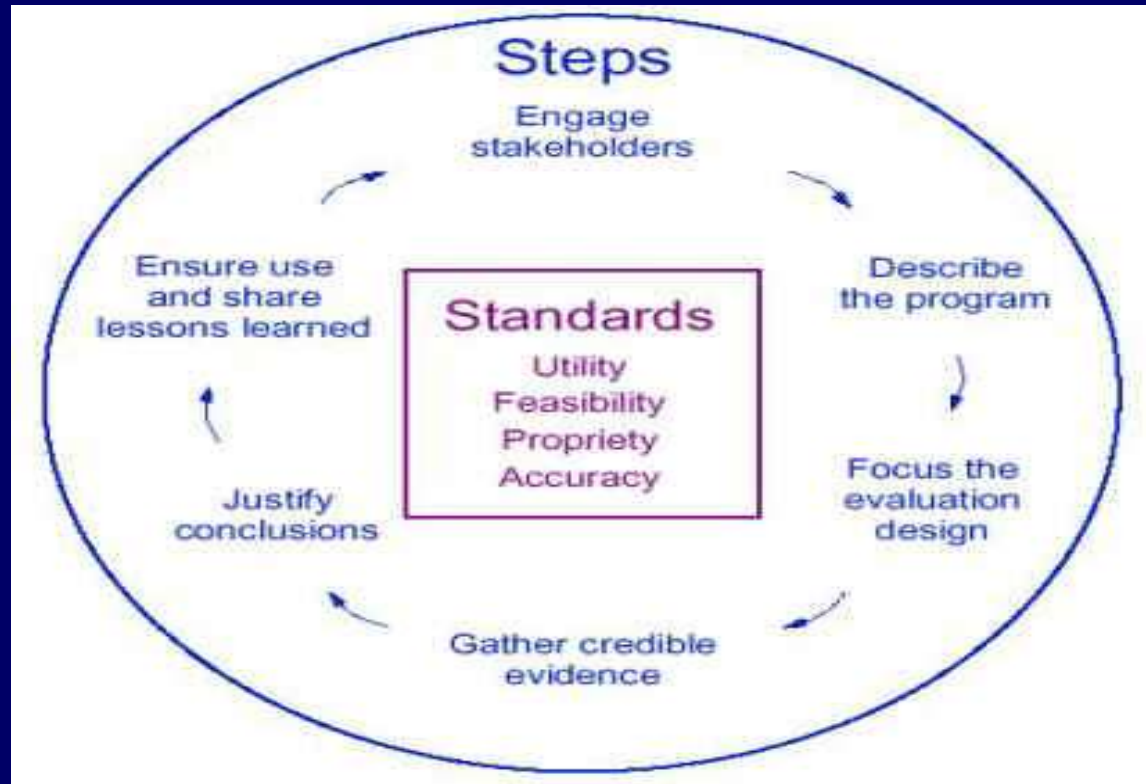 Steps
Engage
stakeholders
Describe
the program
Focus the
evaluation
design
Gather credible
evidence
Justify
conclusions
Ensure use
and share
lessons learned
Standards
Utility
Feasibility
Propriety
Accuracy